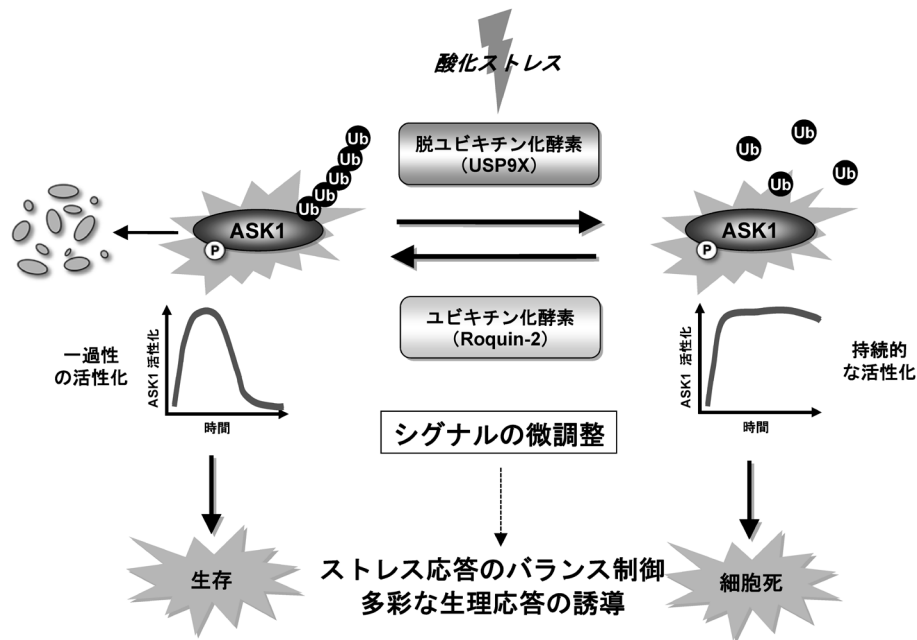 酸化ストレス
脱ユビキチン化酵素
（USP9X）
Ub
Ub
Ub
Ub
Ub
ASK1
P
Ub
Ub
Ub
Ub
ASK1
P
ユビキチン化酵素
（Roquin-2）
一過性
の活性化
ASK1 活性化
時間
ASK1 活性化
時間
持続的
な活性化
シグナルの微調整
生存
ストレス応答のバランス制御
多彩な生理応答の誘導
細胞死